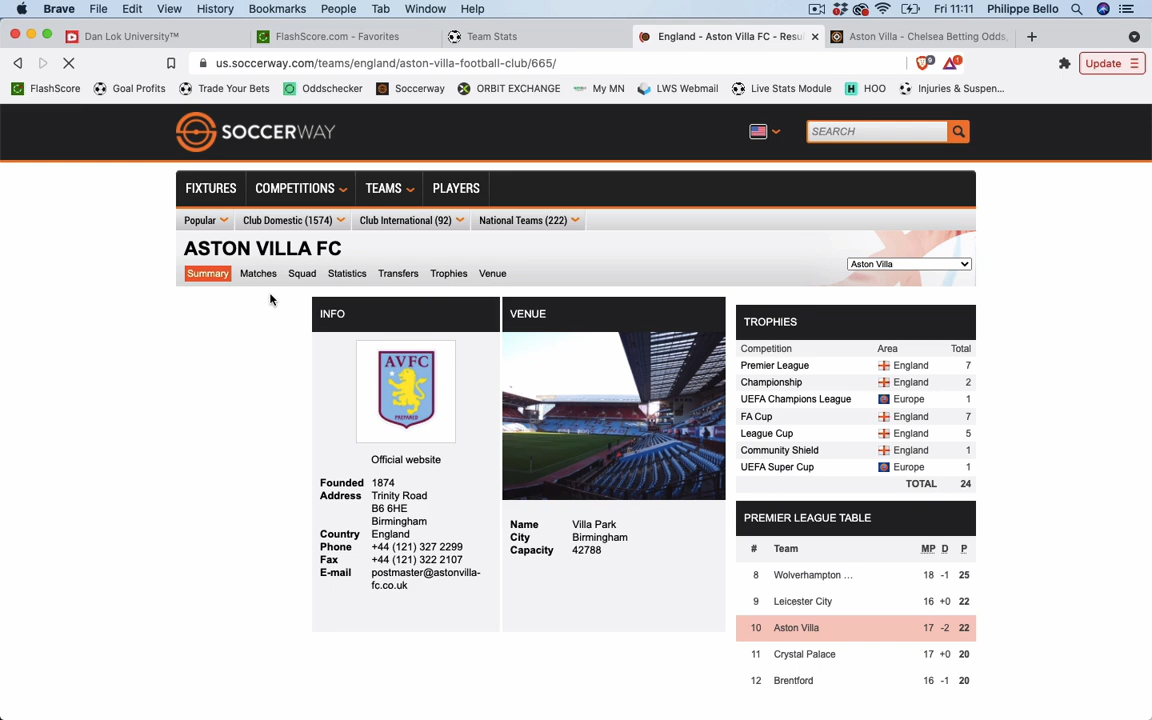 Brave File Edit View History Bookmarks People Tab Window Help Fri 11:11 Philippe Bello
Dan Lok University™ FlashScore.com - Favorites Team Stats England - Aston Villa FC - Resul Aston Villa - Chelsea Betting Odds,
us.soccerway.com/teams/england/aston-villa-football-club/665/ 9 1 Update
FlashScore Goal Profits Trade Your Bets Oddschecker Soccerway ORBIT EXCHANGE My MN LWS Webmail Live Stats Module HOO Injuries & Suspen...
SOCCERWAY SEARCH
FIXTURES COMPETITIONS TEAMS PLAYERS
Popular Club Domestic (1574) Club International (92) National Teams (222)
ASTON VILLA FC
Aston Villa
Summary Matches Squad Statistics Transfers Trophies Venue
INFO
AVFC
PREPARED
Official website
Founded 1874
Address Trinity Road
B6 6HE
Birmingham
Country England
Phone +44 (121) 327 2299
Fax +44 (121) 322 2107
E-mail postmaster@astonvilla-
fc.co.uk
VENUE
Name Villa Park
City Birmingham
Capacity 42788
TROPHIES
Competition Area Total
Premier League England 7
Championship England 2
UEFA Champions League Europe 1
FA Cup England 7
League Cup England 5
Community Shield England 1
UEFA Super Cup Europe 1
TOTAL 24
PREMIER LEAGUE TABLE
# Team MP D P
8 Wolverhampton ... 18 -1 25
9 Leicester City 16 +0 22
10 Aston Villa 17 -2 22
11 Crystal Palace 17 +0 20
12 Brentford 16 -1 20